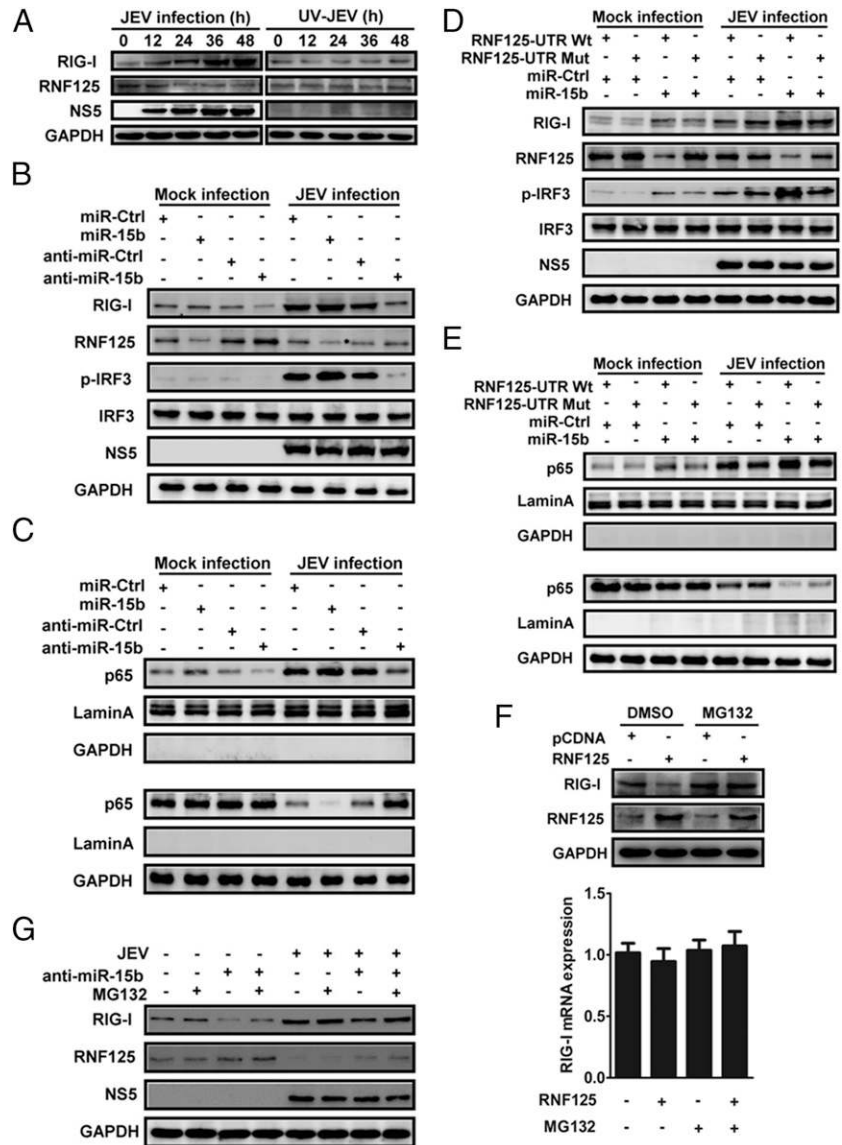 A
JEV infection (h) UV-JEV (h)
0 12 24 36 48 0 12 24 36 48
RIG-I
RNF125
NS5
GAPDH
B
Mock infection JEV infection
miR-Ctrl + - - - + - - -
miR-15b - + - - - + - -
anti-miR-Ctrl - - + - - - + -
anti-miR-15b - - - + - - - +
RIG-I
RNF125
p-IRF3
IRF3
NS5
GAPDH
C
Mock infection JEV infection
miR-Ctrl + - - - + - - -
miR-15b - + - - - + - -
anti-miR-Ctrl - - + - - - + -
anti-miR-15b - - - + - - - +
p65
LaminA
GAPDH
p65
LaminA
GAPDH
G
JEV - - - - + + + +
anti-miR-15b - - + + - - + +
MG132 - + - + - + - +
RIG-I
RNF125
NS5
GAPDH
D
Mock infection JEV infection
RNF125-UTR Wt + - + - + - + -
RNF125-UTR Mut - + - + - + - +
miR-Ctrl + + - - + + - -
miR-15b - - + + - - + +
RIG-I
RNF125
p-IRF3
IRF3
NS5
GAPDH
E
Mock infection JEV infection
RNF125-UTR Wt + - + - + - + -
RNF125-UTR Mut - + - + - + - +
miR-Ctrl + + - - + + - -
miR-15b - - + + - - + +
p65
LaminA
GAPDH
p65
LaminA
GAPDH
F
DMSO MG132
pCDNA + - + -
RNF125 - + - +
RIG-I
RNF125
GAPDH
RIG-I mRNA expression
1.5
1.0
0.5
0.0
RNF125 - + - +
MG132 - - + +